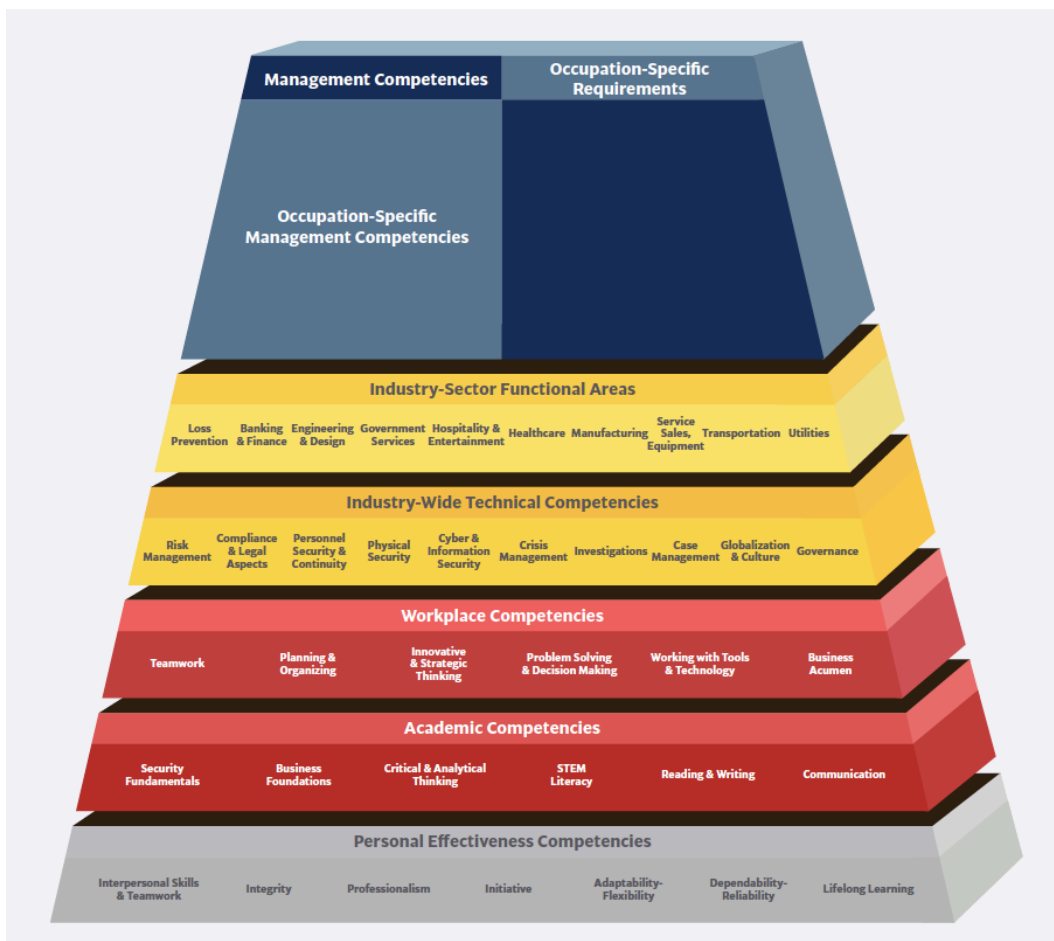 Management Competencies
Occupation-Specific
Requirements
Occupation-Specific
Management Competencies
Industry-Sector Functional Areas
Loss
Prevention
Banking
& Finance
Engineering
& Design
Government
Services
Hospitality &
Entertainment
Healthcare
Manufacturing
Service
Sales,
Equipment
Transportation
Utilities
Industry-Wide Technical Competencies
Risk
Management
Compliance
& Legal
Aspects
Personnel
Security &
Continuity
Physical
Security
Cyber &
Information
Security
Crisis
Management
Investigations
Case
Management
Globalization
& Culture
Governance
Workplace Competencies
Teamwork
Planning &
Organizing
Innovative
& Strategic
Thinking
Problem Solving
& Decision Making
Working with Tools
& Technology
Business
Acumen
Academic Competencies
Security
Fundamentals
Business
Foundations
Critical & Analytical
Thinking
STEM
Literacy
Reading & Writing
Communication
Personal Effectiveness Competencies
Interpersonal Skills
& Teamwork
Integrity
Professionalism
Initiative
Adaptability-
Flexibility
Dependability-
Reliability
Lifelong Learning